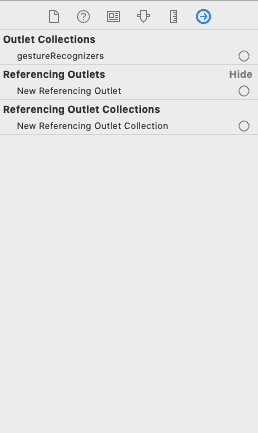 Outlet Collections
gestureRecognizers
Referencing Outlets Hide
New Referencing Outlet
Referencing Outlet Collections
New Referencing Outlet Collection